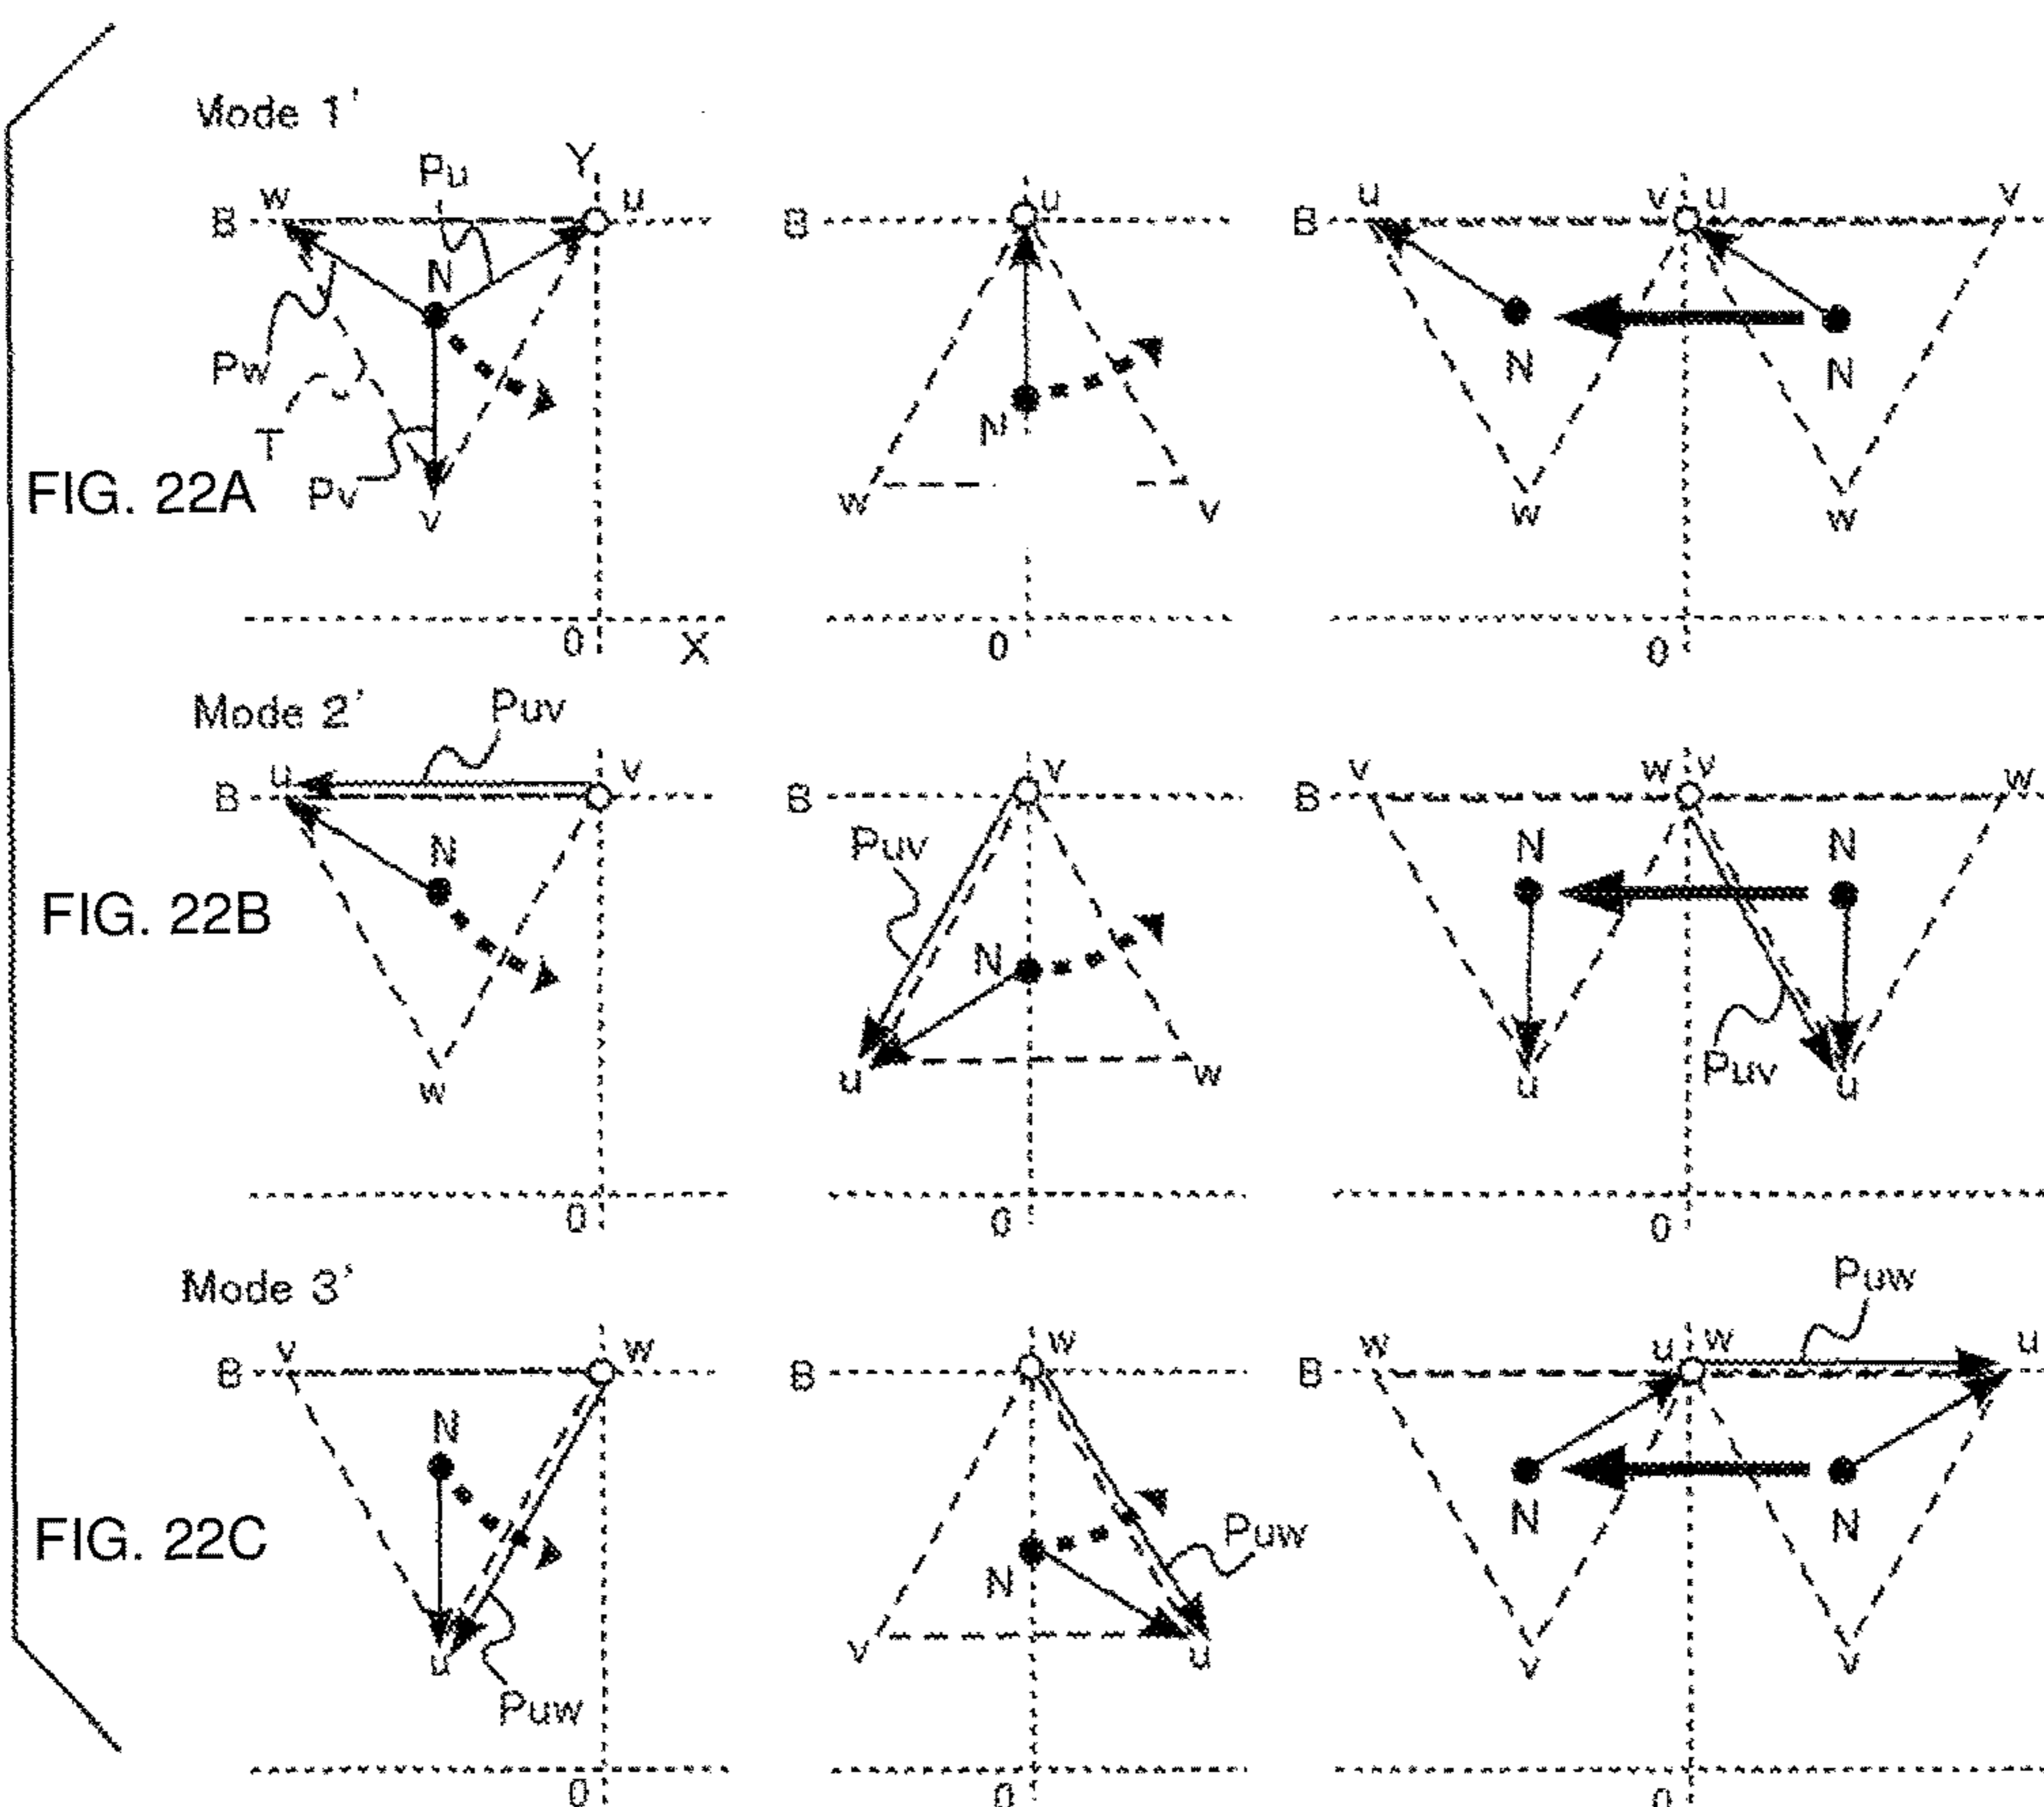 Mode 1'
Pu
Y
B w u
B u
B u v u v
N
Pw
N
N
N
T
FIG. 22A
Pv
v
w v
w w
0 X
0
0
Mode 2'
Puv
B u v
B v
B v w v w
Puv
N
N
N N
FIG. 22B
w
u w
u Puv u
0
0
0
Mode 3'
Puw
B v w
B w
B w u w u
N
N
N
N
Puw
FIG. 22C
u
v u
v v
Puw
0
0
0